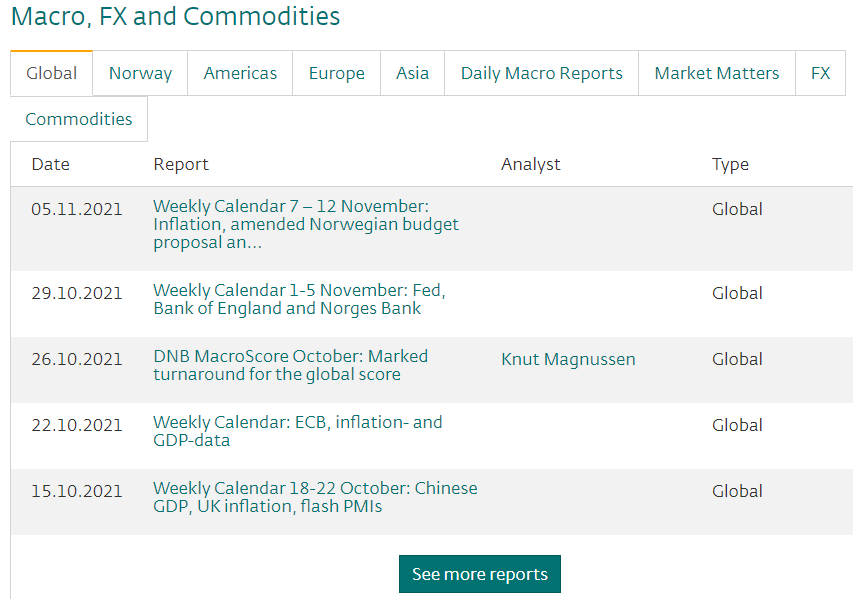 Macro, FX and Commodities
Global Norway Americas Europe Asia Daily Macro Reports Market Matters FX
Commodities
Date Report Analyst Type
05.11.2021 Weekly Calendar 7 – 12 November: Global
Inflation, amended Norwegian budget
proposal an...
29.10.2021 Weekly Calendar 1-5 November: Fed, Global
Bank of England and Norges Bank
26.10.2021 DNB MacroScore October: Marked Knut Magnussen Global
turnaround for the global score
22.10.2021 Weekly Calendar: ECB, inflation- and Global
GDP-data
15.10.2021 Weekly Calendar 18-22 October: Chinese Global
GDP, UK inflation, flash PMIs
See more reports